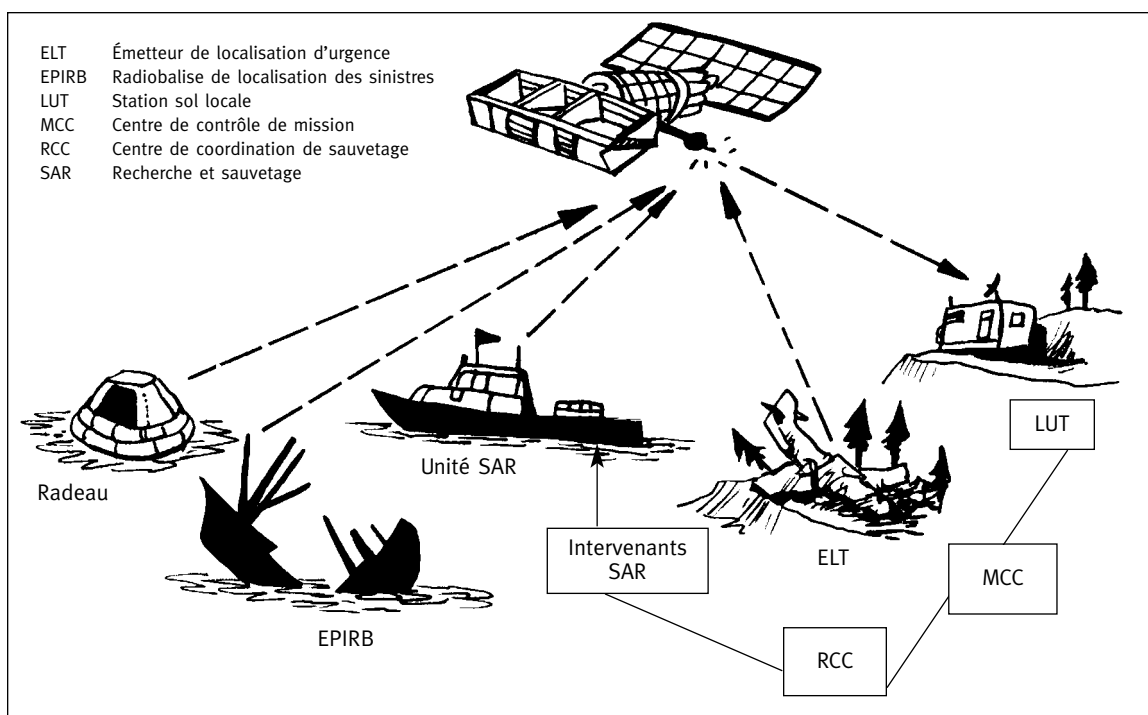 ELT Émetteur de localisation d'urgence
EPIRB Radiobalise de localisation des sinistres
LUT Station sol locale
MCC Centre de contrôle de mission
RCC Centre de coordination de sauvetage
SAR Recherche et sauvetage
Radeau
EPIRB
Unité SAR
Intervenants
SAR
ELT
RCC
MCC
LUT